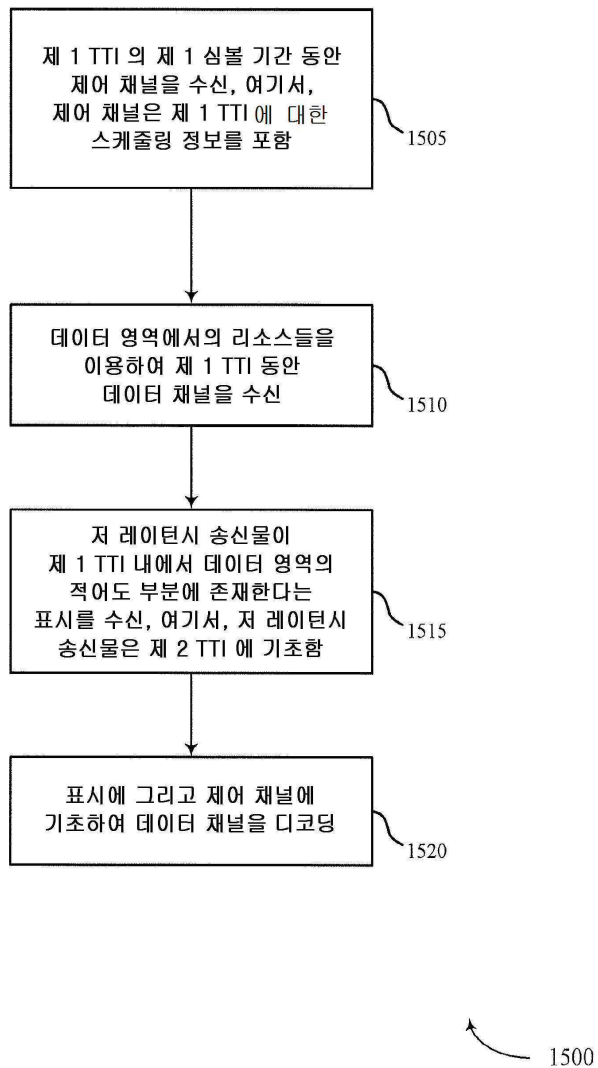 제 1 TTI 의 제 1 심볼 기간 동안
제어 채널을 수신, 여기서,
제어 채널은 제 1 TTI 에 대한
스케줄링 정보를 포함
1505
데이터 영역에서의 리소스들을
이용하여 제 1 TTI 동안
데이터 채널을 수신
1510
저 레이턴시 송신물이
제 1 TTI 내에서 데이터 영역의
적어도 부분에 존재한다는
표시를 수신, 여기서, 저 레이턴시
송신물은 제 2 TTI 에 기초함
1515
표시에 그리고 제어 채널에
기초하여 데이터 채널을 디코딩
1520
1500